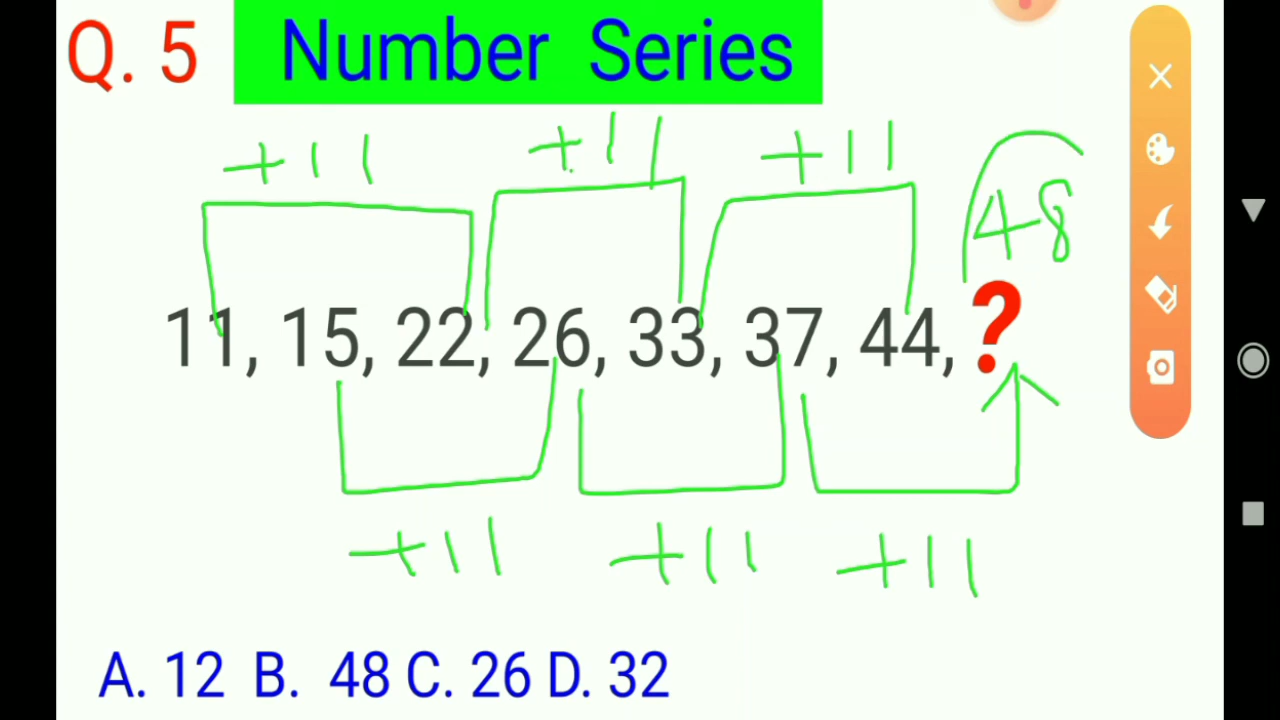 Q. 5 Number Series
+11 +11 +11
48
11, 15, 22, 26, 33, 37, 44, ?
+11 +11 +11
A. 12 B. 48 C. 26 D. 32